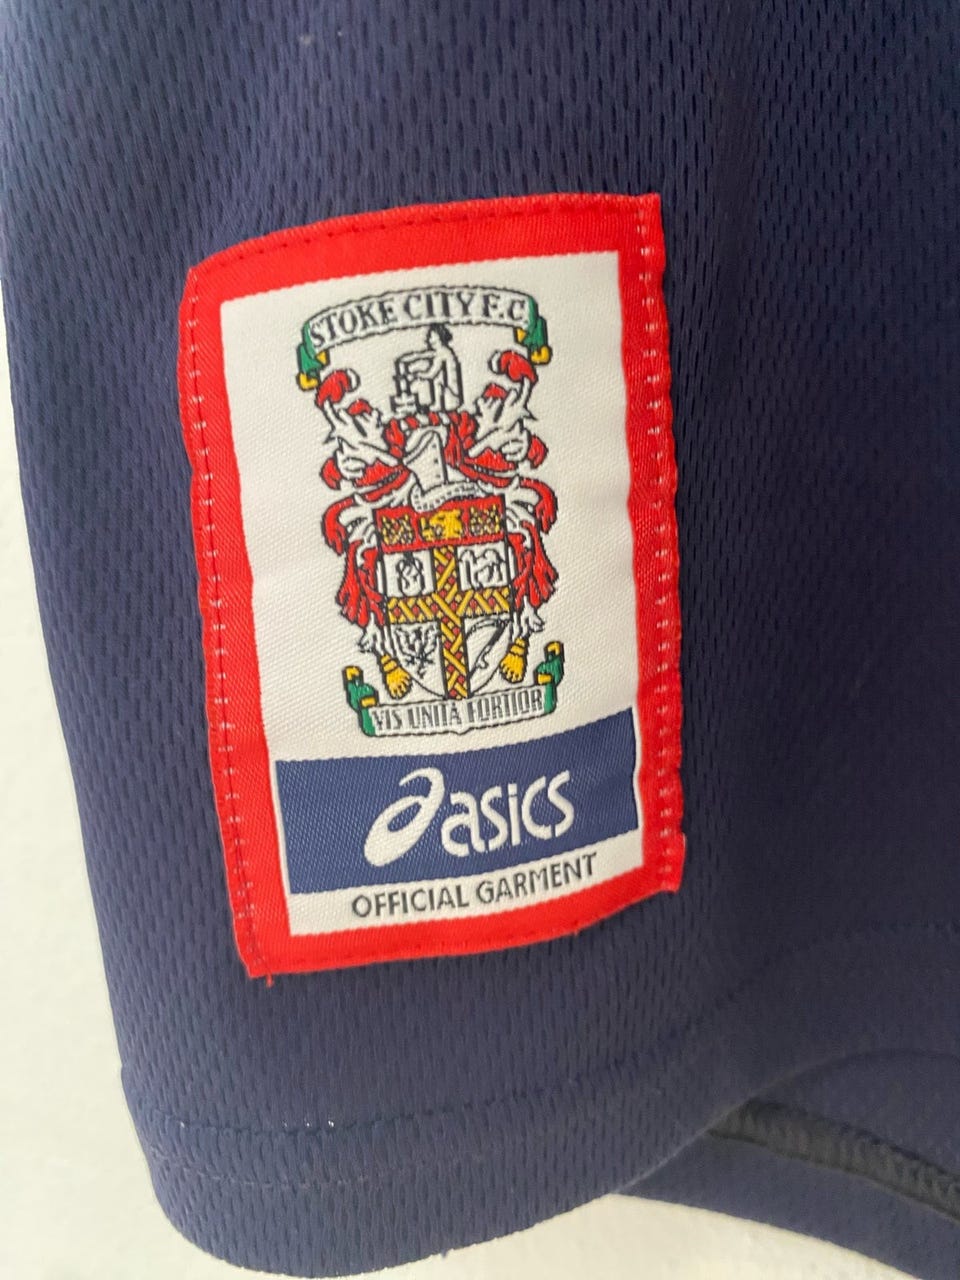 STOKE CITY F.C.
VIS UNITA FORTIOR
asics
OFFICIAL GARMENT